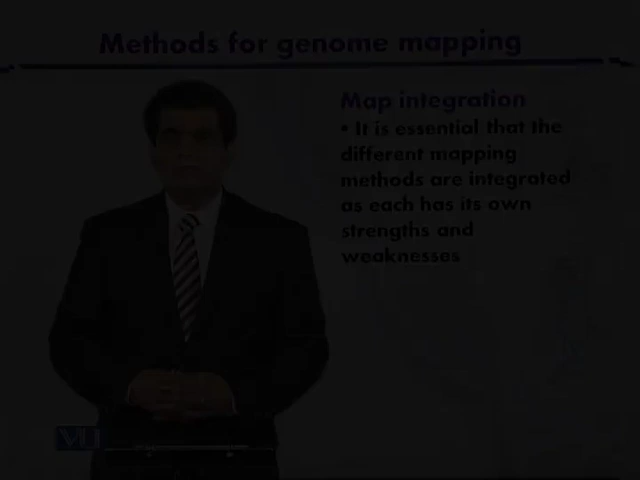 Methods for genome mapping
Map integration
• It is essential that the
different mapping
methods are integrated
as each has its own
strengths and
weaknesses
VU